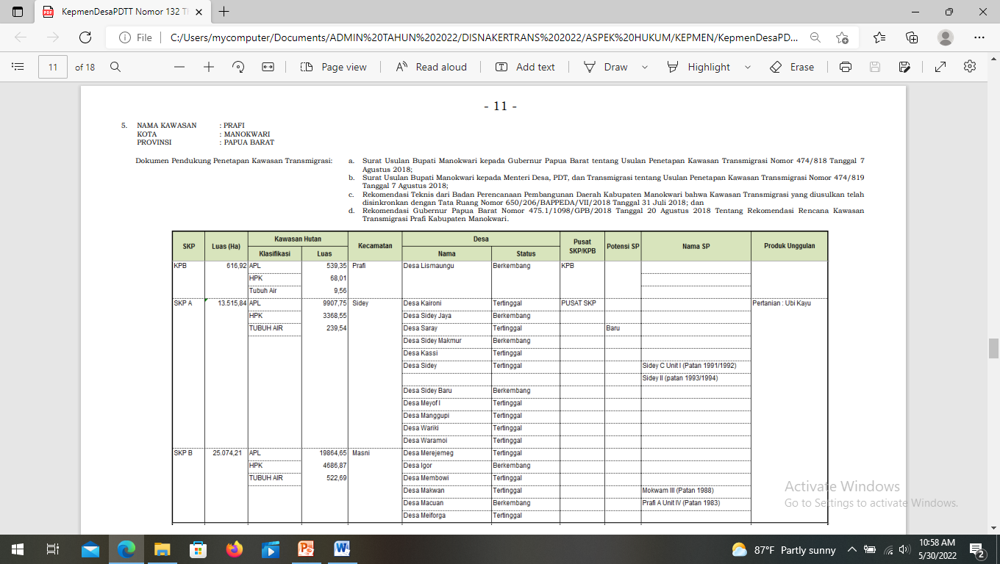 KepmenDesaPDTT Nomor 132 T
File
C:/Users/mycomputer/Documents/ADMIN%20TAHUN%202022/DISNAKERTRANS%202022/ASPEK%20HUKUM/KEPMEN/KepmenDesaPD...
11 of 18
Page view
Read aloud
Add text
Draw
Highlight
Erase
- 11 -
5. NAMA KAWASAN : PRAFI
KOTA : MANOKWARI
PROVINSI : PAPUA BARAT
Dokumen Pendukung Penetapan Kawasan Transmigrasi: a. Surat Usulan Bupati Manokwari kepada Gubernur Papua Barat tentang Usulan Penetapan Kawasan Transmigrasi Nomor 474/818 Tanggal 7
Agustus 2018;
b. Surat Usulan Bupati Manokwari kepada Menteri Desa, PDT, dan Transmigrasi tentang Usulan Penetapan Kawasan Transmigrasi Nomor 474/819
Tanggal 7 Agustus 2018;
c. Rekomendasi Teknis dari Badan Perencanaan Pembangunan Daerah Kabupaten Manokwari bahwa Kawasan Transmigrasi yang diusulkan telah
disinkronkan dengan Tata Ruang Nomor 650/206/BAPPEDA/VII/2018 Tanggal 31 Juli 2018; dan
d. Rekomendasi Gubernur Papua Barat Nomor 475.1/1098/GPB/2018 Tanggal 20 Agustus 2018 Tentang Rekomendasi Rencana Kawasan
Transmigrasi Prafi Kabupaten Manokwari.
SKP Luas (Ha) Kawasan Hutan Kecamatan Desa Pusat SKP/KPB Potensi SP Nama SP Produk Unggulan
Klasifikasi Luas Nama Status
KPB 616,92 APL 539,35 Prafi Desa Lismaungu Berkembang KPB
HPK 68,01
Tubuh Air 9,56
SKP A 13.515,84 APL 9907,75 Sidey Desa Kaironi Tertinggal PUSAT SKP Pertanian : Ubi Kayu
HPK 3368,55 Desa Sidey Jaya Berkembang
TUBUH AIR 239,54 Desa Saray Tertinggal Baru
Desa Sidey Makmur Berkembang
Desa Kassi Tertinggal
Desa Sidey Tertinggal Sidey C Unit I (Patan 1991/1992)
Sidey II (patan 1993/1994)
Desa Sidey Baru Berkembang
Desa Meyof I Tertinggal
Desa Manggupi Tertinggal
Desa Wariki Tertinggal
Desa Waramoi Tertinggal
SKP B 25.074,21 APL 19864,65 Masni Desa Merejemeg Tertinggal
HPK 4686,87 Desa Igor Berkembang
TUBUH AIR 522,69 Desa Membowi Tertinggal
Desa Makwan Tertinggal Mokwam III (Patan 1988)
Desa Macuan Berkembang Prafi A Unit IV (Patan 1983)
Desa Meiforga Tertinggal
Activate Windows
Go to Settings to activate Windows.
87°F Partly sunny
10:58 AM
5/30/2022
2